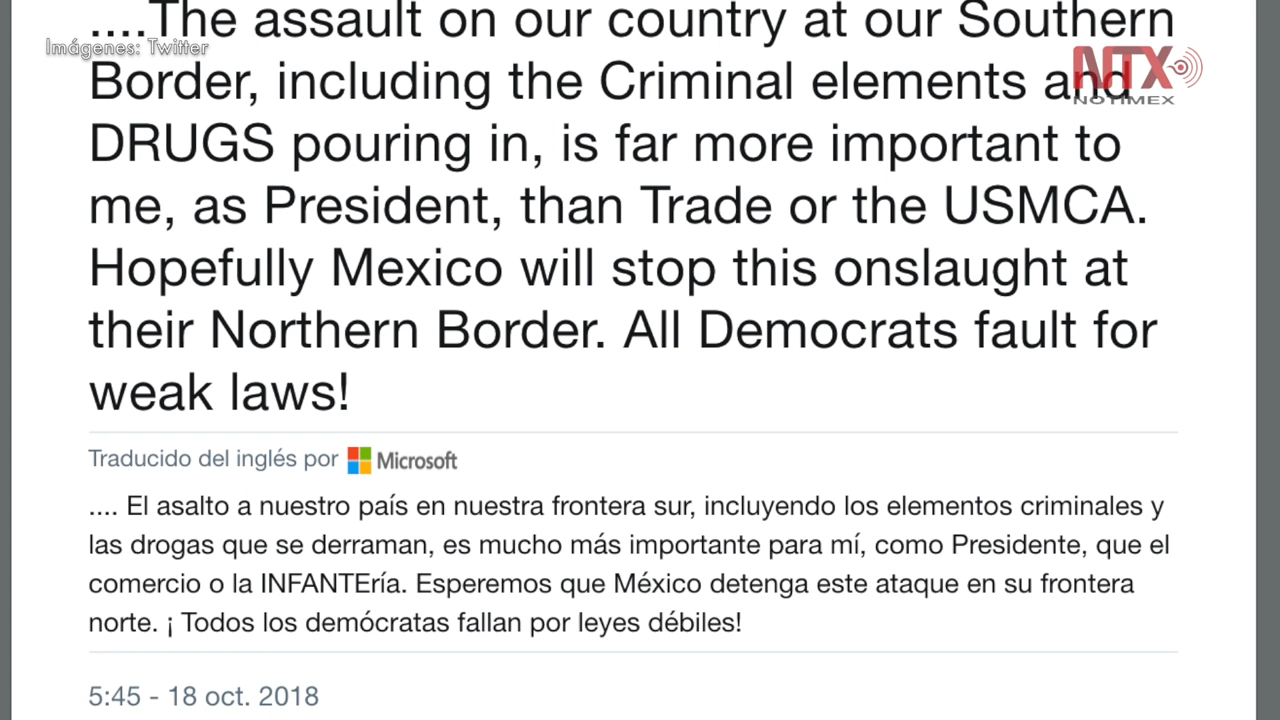 ....The assault on our country at our Southern
Imágenes: Twitter
NTX
NOTIMEX
Border, including the Criminal elements and
DRUGS pouring in, is far more important to
me, as President, than Trade or the USMCA.
Hopefully Mexico will stop this onslaught at
their Northern Border. All Democrats fault for
weak laws!
Traducido del inglés por Microsoft
.... El asalto a nuestro país en nuestra frontera sur, incluyendo los elementos criminales y
las drogas que se derraman, es mucho más importante para mí, como Presidente, que el
comercio o la INFANTEría. Esperemos que México detenga este ataque en su frontera
norte. ¡ Todos los demócratas fallan por leyes débiles!
5:45 - 18 oct. 2018